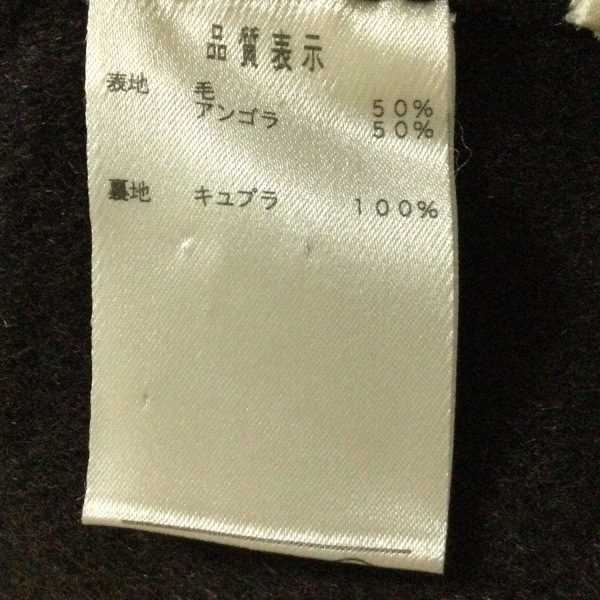 品質表示
表地 毛 50%
アンゴラ 50%
裏地 キュプラ 100%